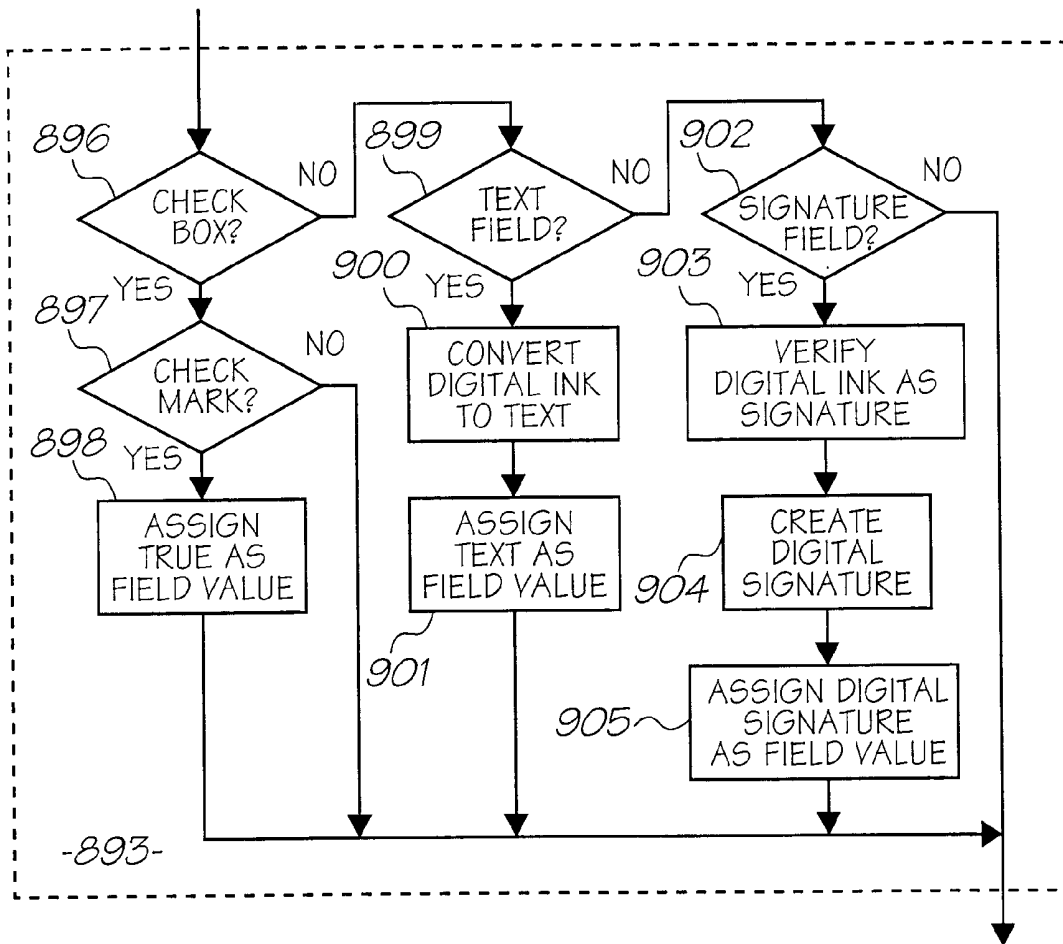 896
CHECK
BOX?
NO
YES
899
TEXT
FIELD?
NO
YES
902
SIGNATURE
FIELD?
NO
YES
897
CHECK
MARK?
NO
YES
900
CONVERT
DIGITAL INK
TO TEXT
903
VERIFY
DIGITAL INK AS
SIGNATURE
898
ASSIGN
TRUE AS
FIELD VALUE
901
ASSIGN
TEXT AS
FIELD VALUE
904
CREATE
DIGITAL
SIGNATURE
905
ASSIGN DIGITAL
SIGNATURE
AS FIELD VALUE
-893-